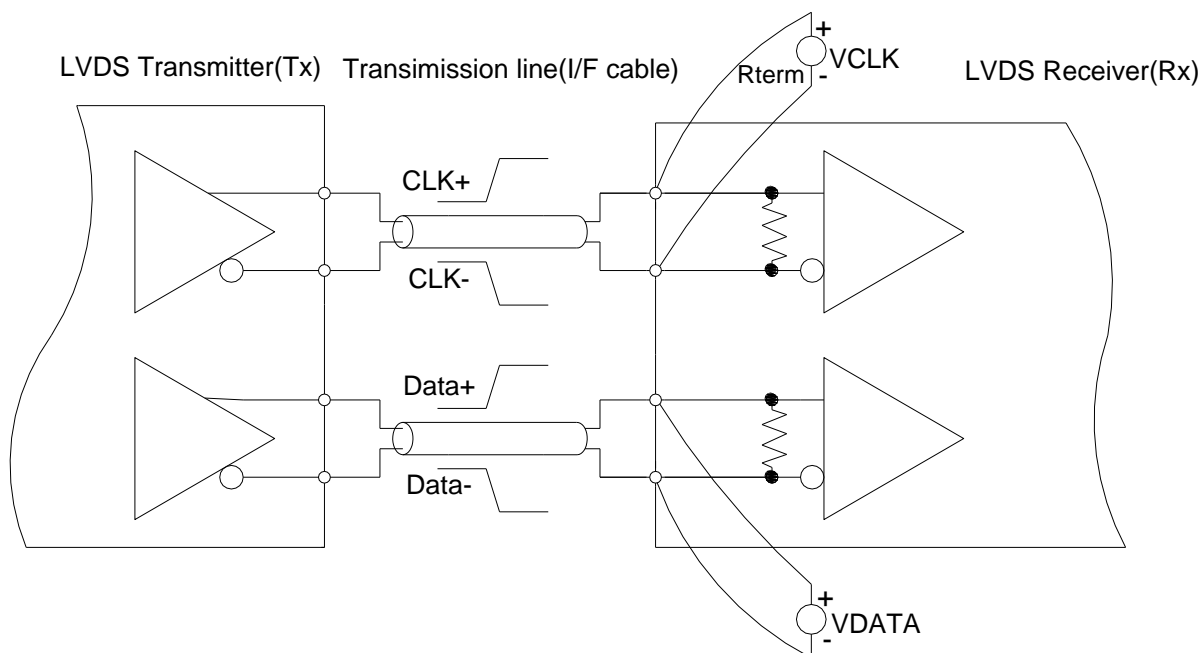 LVDS Transmitter(Tx)
Transimission line(I/F cable)
LVDS Receiver(Rx)
+
VCLK
-
Rterm
CLK+
CLK-
Data+
Data-
+
VDATA
-